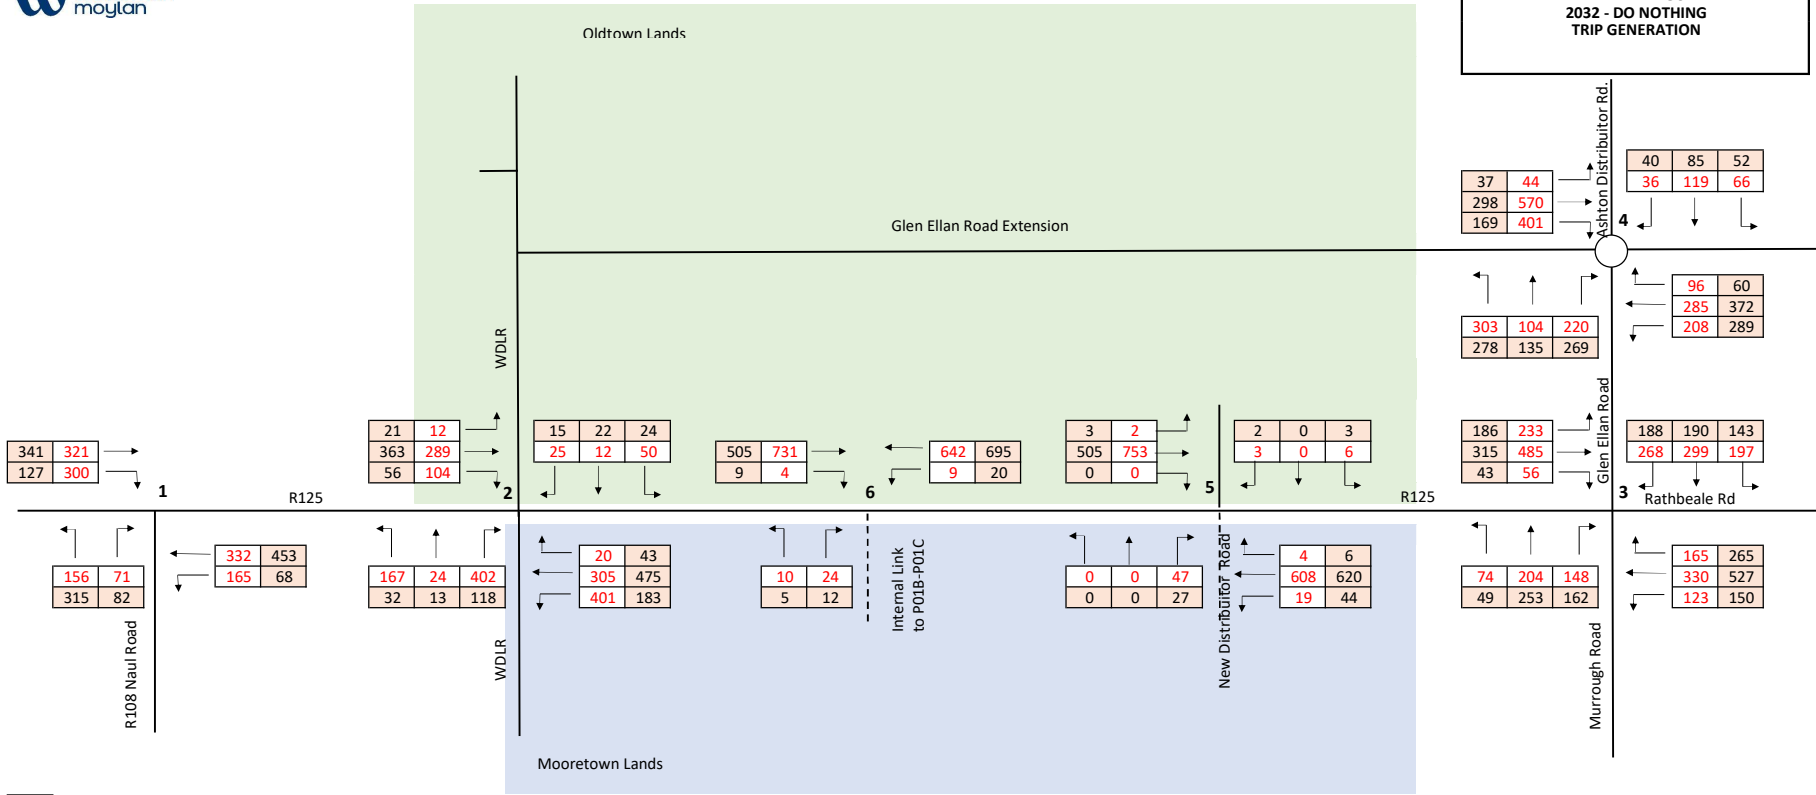 moylan
2032 - DO NOTHING
TRIP GENERATION
Oldtown Lands
Ashton Distribuitor Rd.
40 85 52
36 119 66
37 44
298 570
169 401
4
Glen Ellan Road Extension
96 60
285 372
208 289
303 104 220
278 135 269
WDLR
Glen Ellan Road
341 321
127 300
1
R125
21 12
363 289
56 104
2
15 22 24
25 12 50
505 731
9 4
6
642 695
9 20
3 2
505 753
0 0
5
2 0 3
3 0 6
R125
186 233
315 485
43 56
188 190 143
268 299 197
3
Rathbeale Rd
156 71
315 82
332 453
165 68
167 24 402
32 13 118
20 43
305 475
401 183
10 24
5 12
Internal Link
to P01B-P01C
0 0 47
0 0 27
New Distribuitor Road
4 6
608 620
19 44
74 204 148
49 253 162
165 265
330 527
123 150
R108 Naul Road
WDLR
Murrough Road
Mooretown Lands